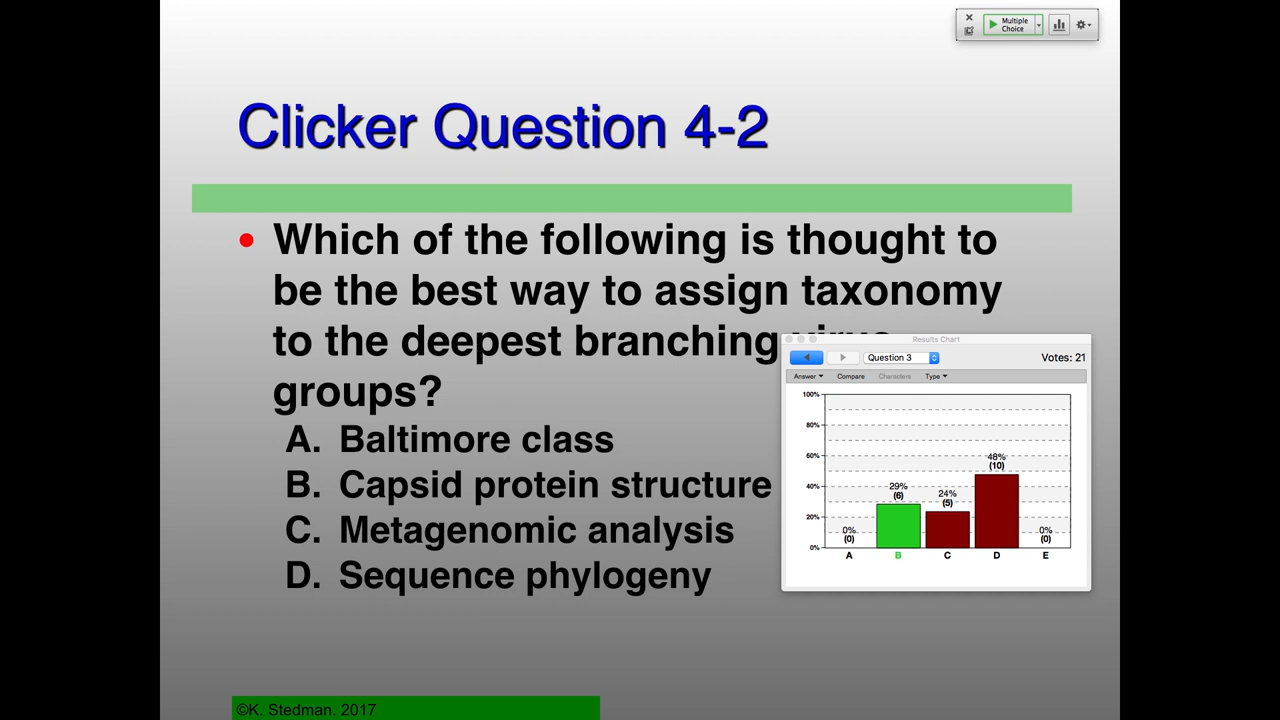 Multiple
Choice
Clicker Question 4-2
• Which of the following is thought to
be the best way to assign taxonomy
to the deepest branching virus
groups?
A. Baltimore class
B. Capsid protein structure
C. Metagenomic analysis
D. Sequence phylogeny
Results Chart
Question 3
Votes: 21
Answer Compare Characters Type
100%
80%
60%
40%
20%
0%
0%
(0)
29%
(6)
24%
(5)
48%
(10)
0%
(0)
A B C D E
©K. Stedman. 2017